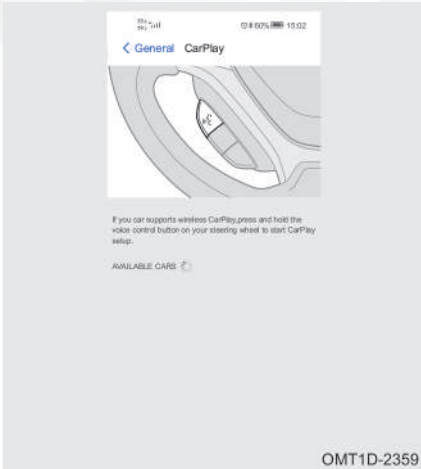 60% 15:02
General CarPlay
If you car supports wireless CarPlay,press and hold the
voice control button on your steering wheel to start CarPlay
setup.
AVAILABLE CARS
OMT1D-2359